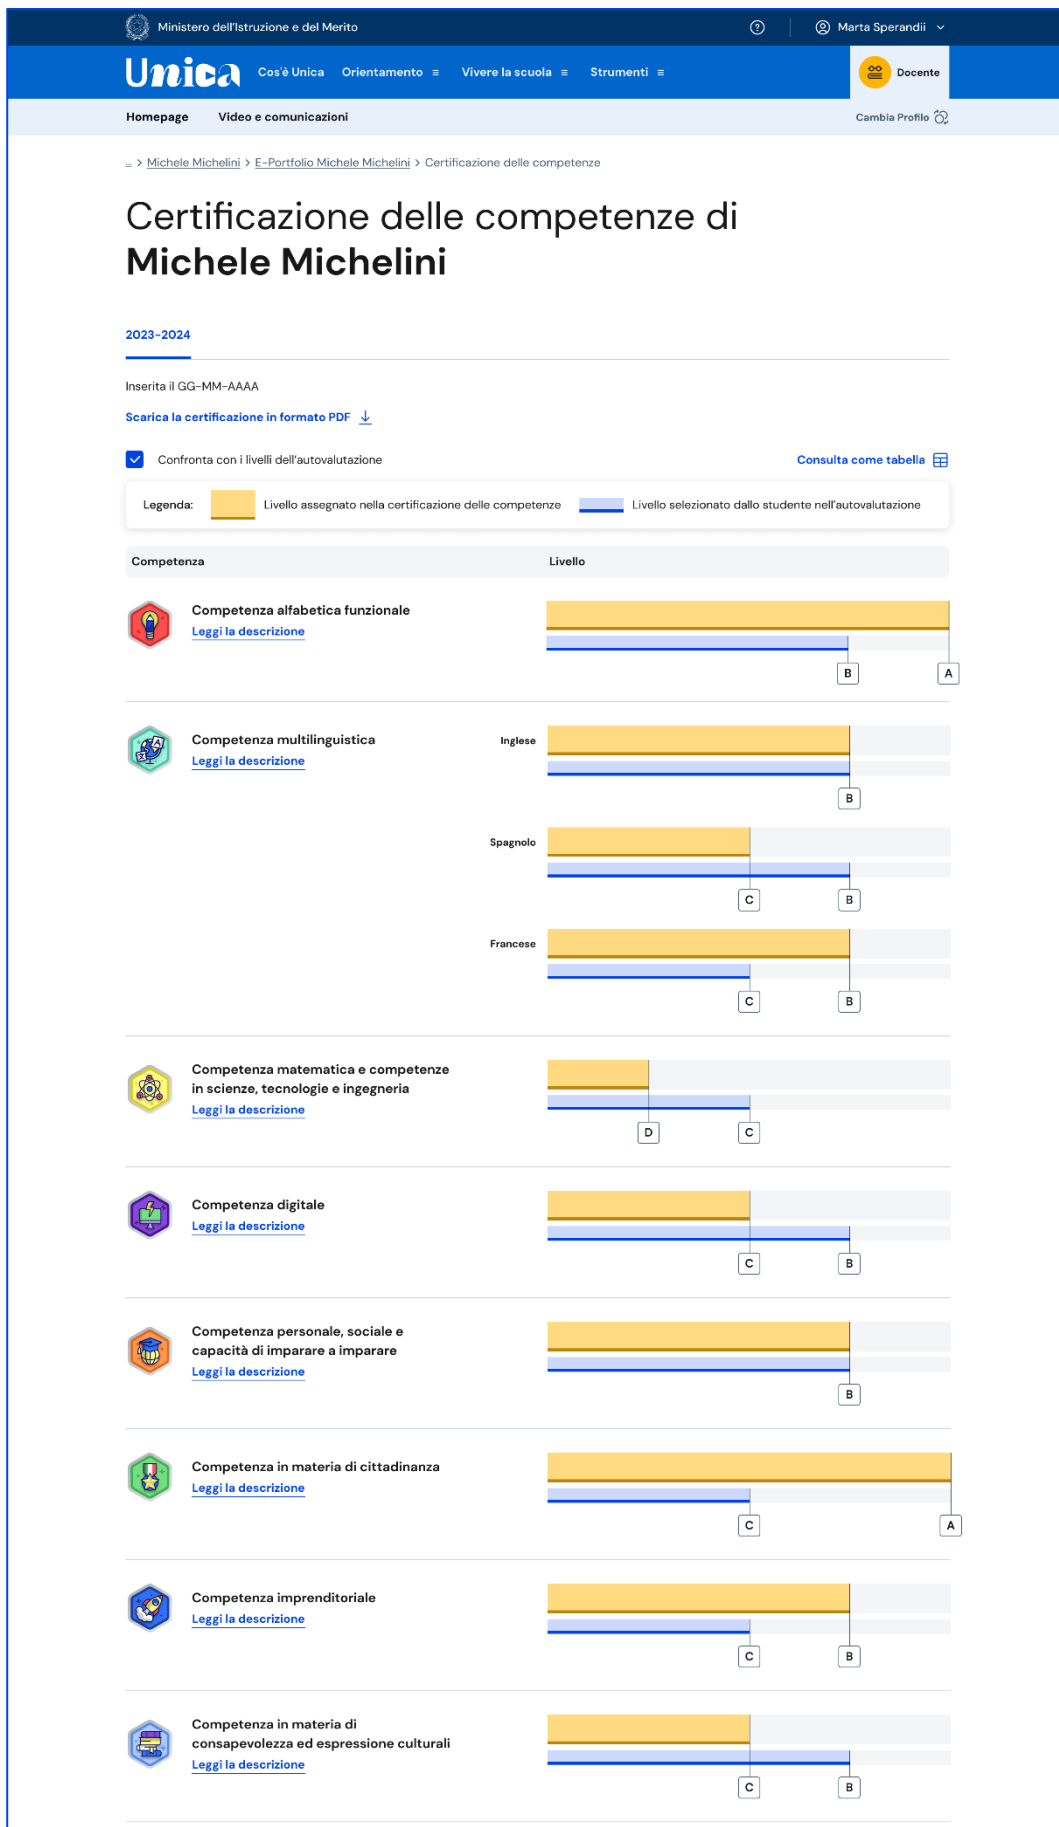 Ministero dell'Istruzione e del Merito
Marta Sperandii
Unica
Cos'è Unica Orientamento Vivere la scuola Strumenti
Docente
Homepage Video e comunicazioni
Cambia Profilo
... > Michele Michelini > E-Portfolio Michele Michelini > Certificazione delle competenze
Certificazione delle competenze di
Michele Michelini
2023-2024
Inserita il GG-MM-AAAA
Scarica la certificazione in formato PDF
Confronta con i livelli dell'autovalutazione
Consulta come tabella
Legenda: Livello assegnato nella certificazione delle competenze Livello selezionato dallo studente nell'autovalutazione
Competenza Livello
Competenza alfabetica funzionale
Leggi la descrizione
B A
Competenza multilinguistica
Leggi la descrizione
Inglese
B
Spagnolo
C B
Francese
C B
Competenza matematica e competenze
in scienze, tecnologie e ingegneria
Leggi la descrizione
D C
Competenza digitale
Leggi la descrizione
C B
Competenza personale, sociale e
capacità di imparare a imparare
Leggi la descrizione
B
Competenza in materia di cittadinanza
Leggi la descrizione
C A
Competenza imprenditoriale
Leggi la descrizione
C B
Competenza in materia di
consapevolezza ed espressione culturali
Leggi la descrizione
C B